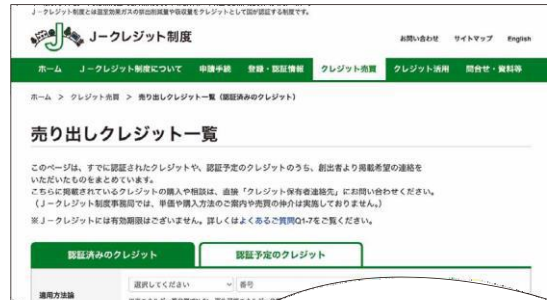 J-クレジット制度とは温室効果ガスの排出削減量や吸収量をクレジットとして国が認証する制度です。
J-クレジット制度
お問い合わせ サイトマップ English
ホーム J-クレジット制度について 申請手続 登録・認証情報 クレジット売買 クレジット活用 問合せ・資料等
ホーム > クレジット売買 > 売り出しクレジット一覧（認証済みのクレジット）
売り出しクレジット一覧
このページは、すでに認証されたクレジットや、認証予定のクレジットのうち、創出者より掲載希望の連絡を
いただいたものをまとめています。
こちらに掲載されているクレジットの購入や相談は、直接「クレジット保有者連絡先」にお問い合わせください。
（J-クレジット制度事務局では、単価や購入方法のご案内や売買の仲介は実施しておりません。）
※J-クレジットには有効期限はございません。詳しくはよくあるご質問Q1-7をご覧ください。
認証済みのクレジット 認証予定のクレジット
適用方法論 選択してください 番号